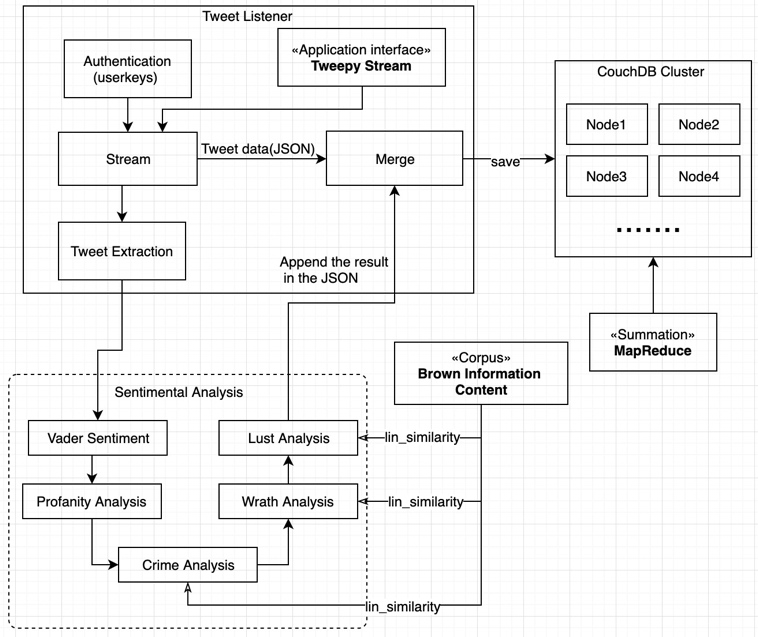 Tweet Listener
Authentication
(userkeys)
«Application interface»
Tweepy Stream
CouchDB Cluster
Node1
Node2
Stream
Tweet data(JSON)
Merge
save
Node3
Node4
.......
Tweet Extraction
Append the result
in the JSON
«Summation»
MapReduce
«Corpus»
Brown Information
Content
Sentimental Analysis
Vader Sentiment
Lust Analysis
lin_similarity
Profanity Analysis
Wrath Analysis
lin_similarity
Crime Analysis
lin_similarity